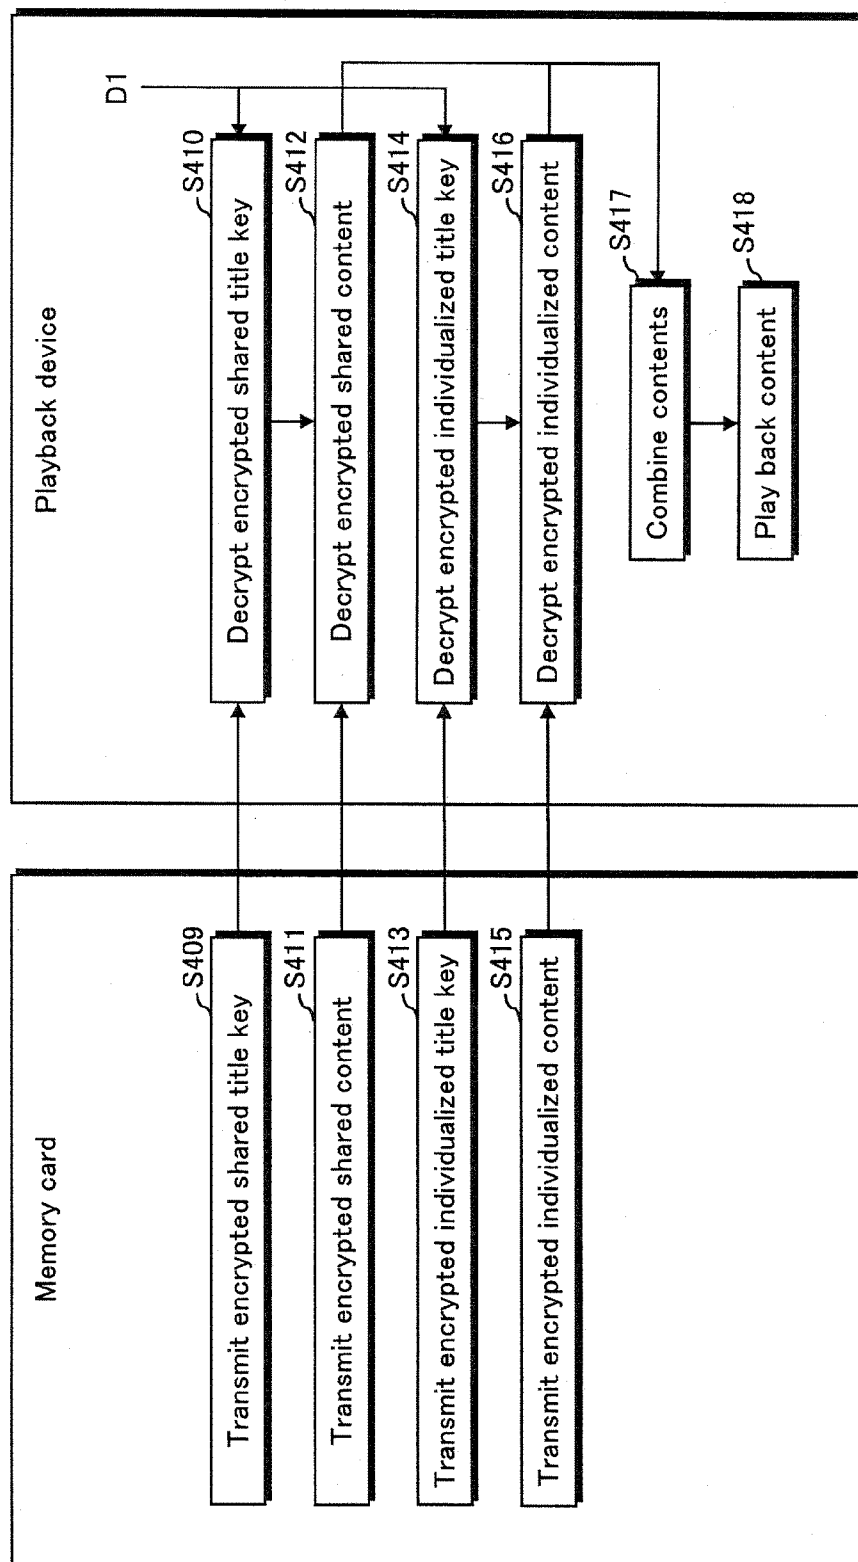 Memory card
Playback device
D1
S409
Transmit encrypted shared title key
S410
Decrypt encrypted shared title key
S411
Transmit encrypted shared content
S412
Decrypt encrypted shared content
S413
Transmit encrypted individualized title key
S414
Decrypt encrypted individualized title key
S415
Transmit encrypted individualized content
S416
Decrypt encrypted individualized content
S417
Combine contents
S418
Play back content